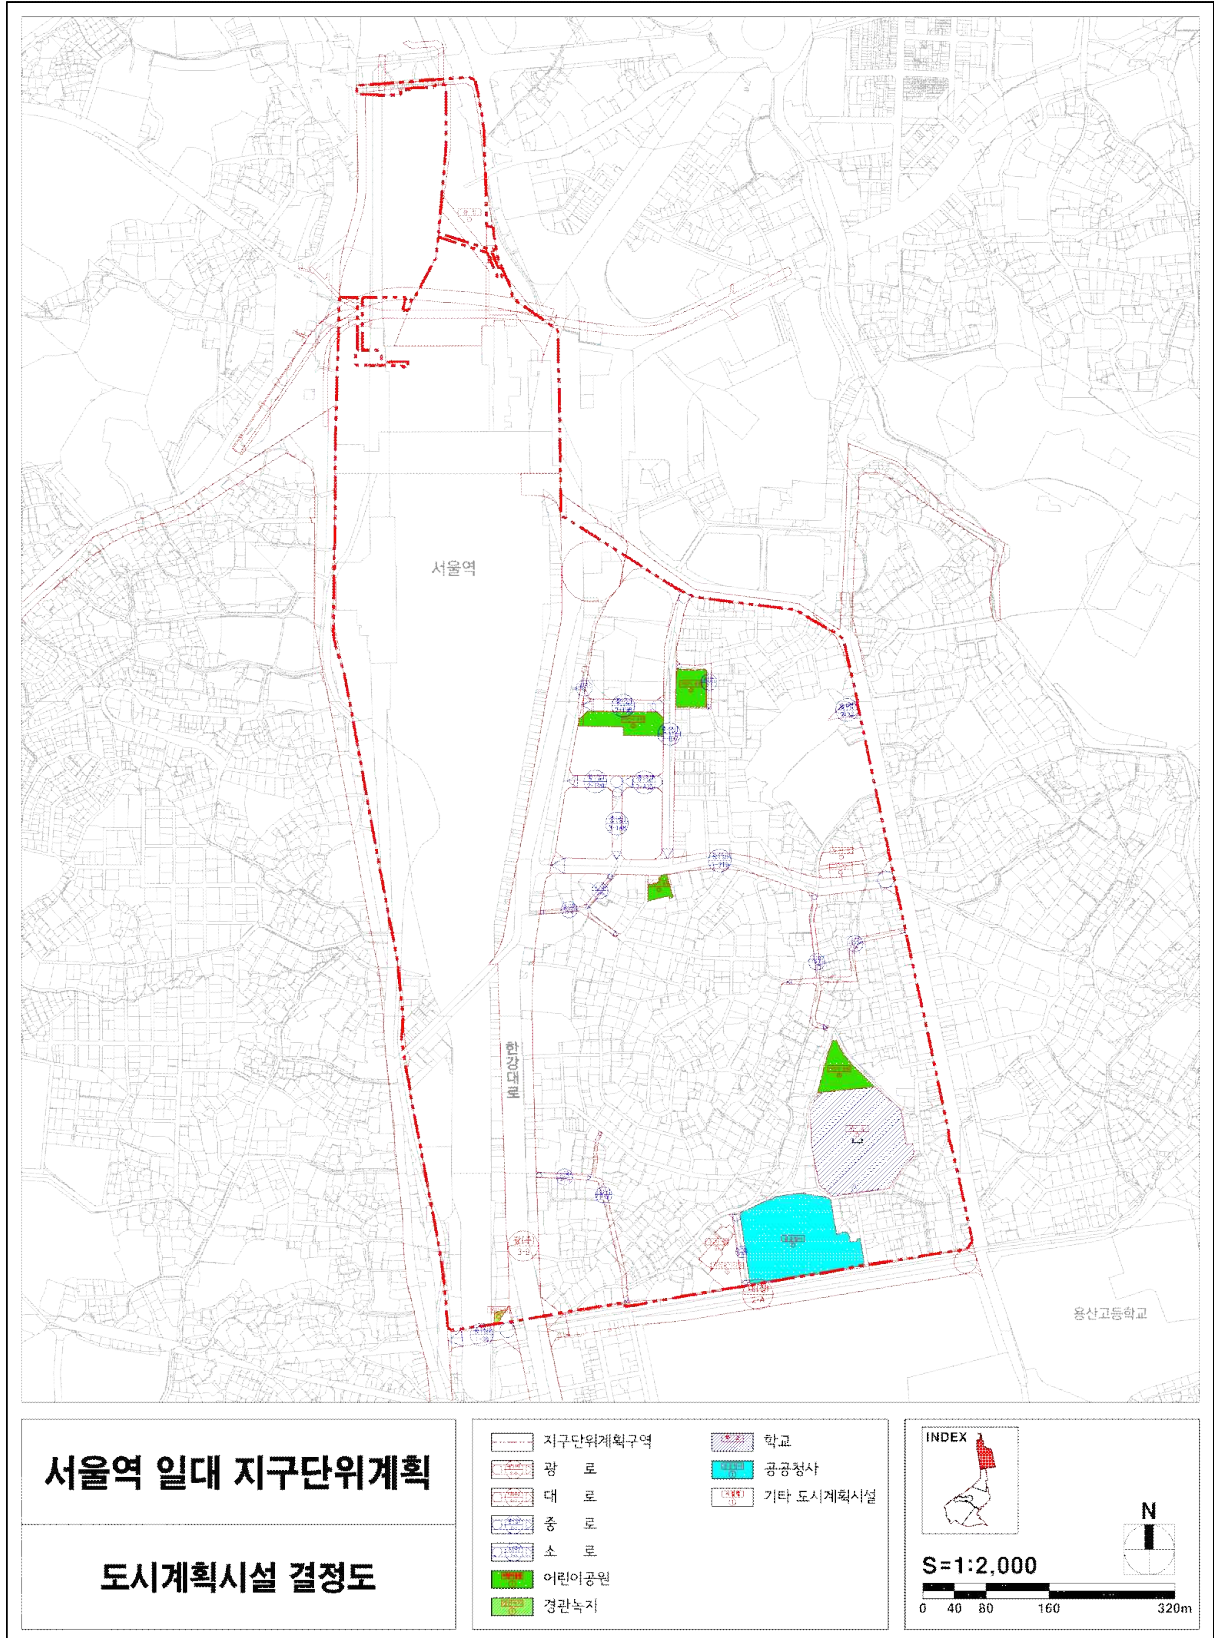 서울역
한강대로
용산고등학교
서울역 일대 지구단위계획
도시계획시설 결정도
지구단위계획구역
광 로
대 로
중 로
소 로
어린이공원
경관녹지
학교
공공청사
기타 도시계획시설
INDEX
N
S=1:2,000
0 40 80 160 320m